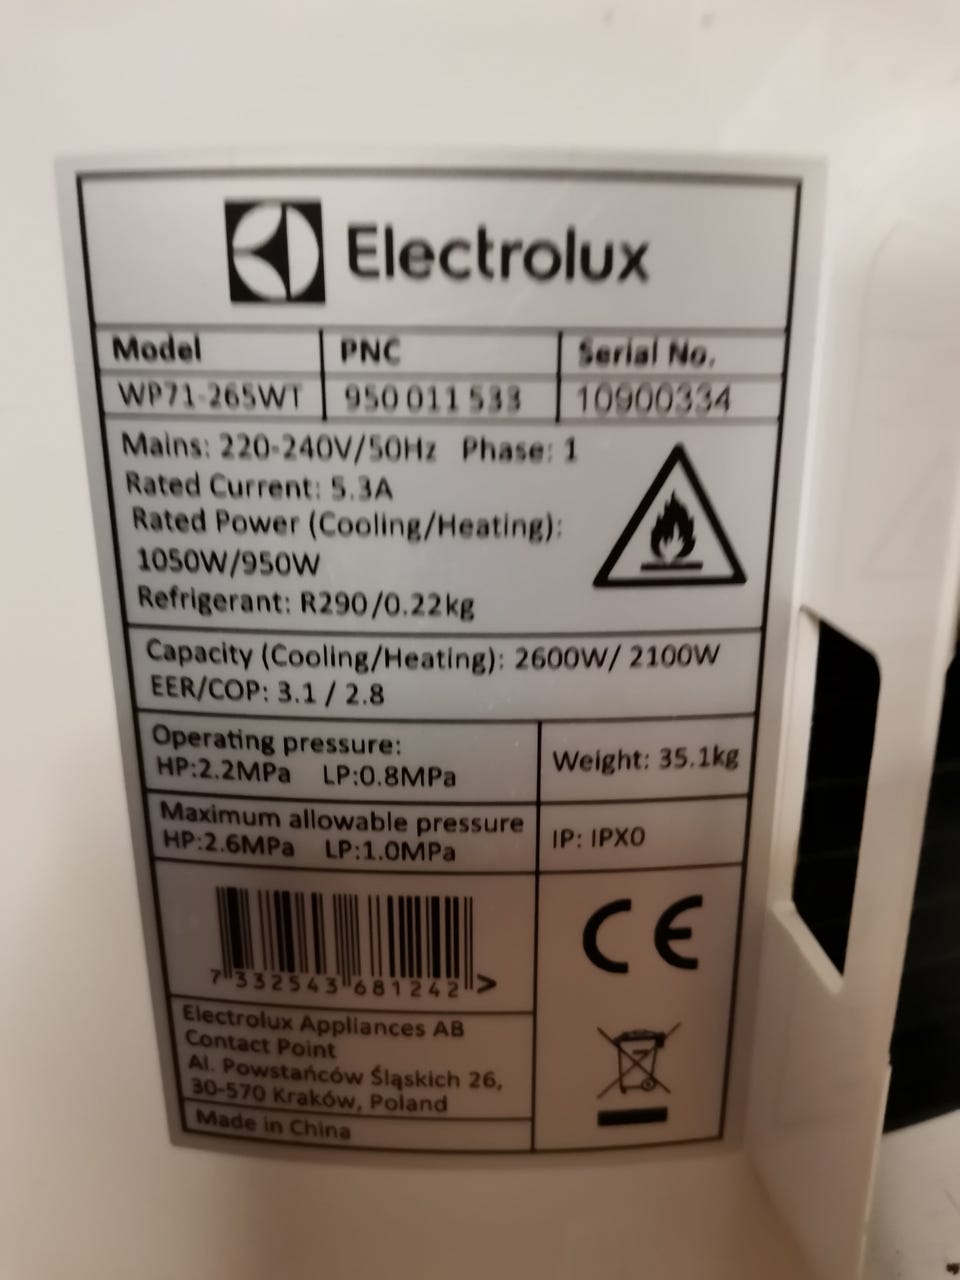 Electrolux
Model PNC Serial No.
WP71-265WT 950 011 533 10900334
Mains: 220-240V/50Hz Phase: 1
Rated Current: 5.3A
Rated Power (Cooling/Heating):
1050W/950W
Refrigerant: R290/0.22kg
Capacity (Cooling/Heating): 2600W/ 2100W
EER/COP: 3.1 / 2.8
Operating pressure:
HP:2.2MPa LP:0.8MPa
Weight: 35.1kg
Maximum allowable pressure
HP:2.6MPa LP:1.0MPa
IP: IPX0
CE
7 332543 681242 >
Electrolux Appliances AB
Contact Point
Al. Powstańców Śląskich 26,
30-570 Kraków, Poland
Made in China